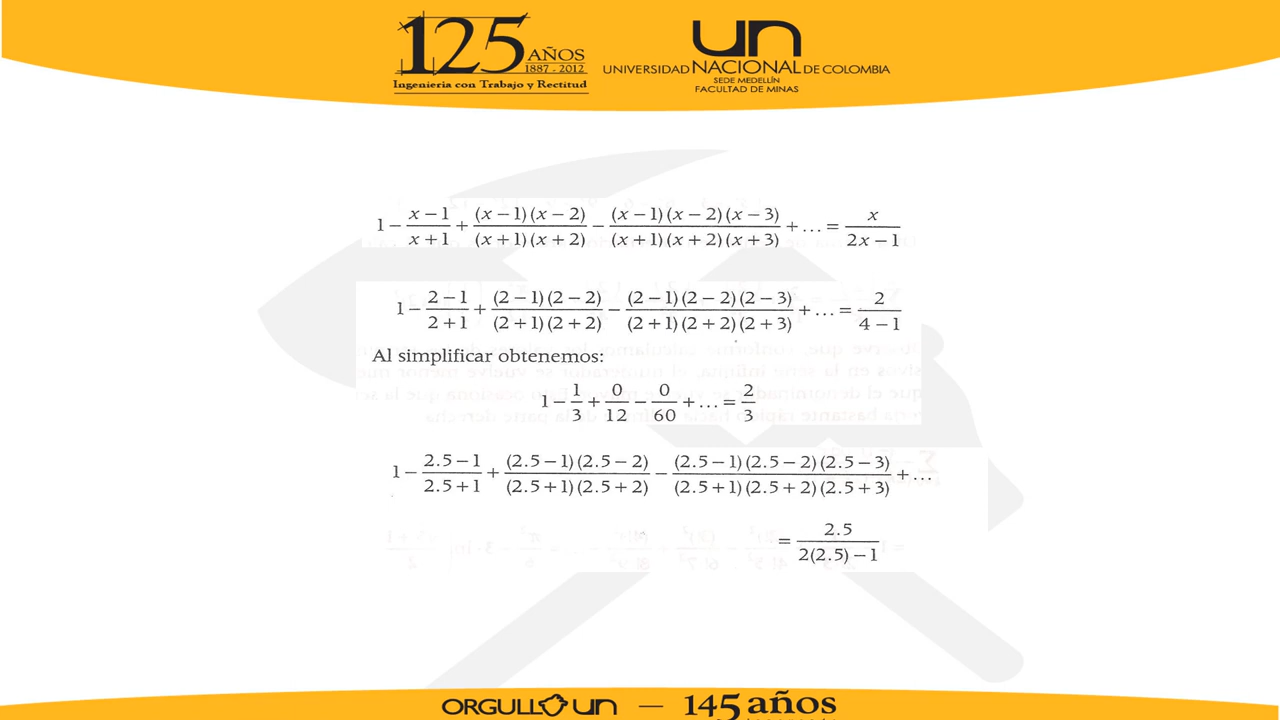 125 AÑOS
1887 - 2012
Ingeniería con Trabajo y Rectitud
un
UNIVERSIDAD NACIONAL DE COLOMBIA
SEDE MEDELLÍN
FACULTAD DE MINAS
1 − (x − 1)/(x + 1) + ((x − 1)(x − 2))/((x + 1)(x + 2)) − ((x − 1)(x − 2)(x − 3))/((x + 1)(x + 2)(x + 3)) + ... = x/(2x − 1)
1 − (2 − 1)/(2 + 1) + ((2 − 1)(2 − 2))/((2 + 1)(2 + 2)) − ((2 − 1)(2 − 2)(2 − 3))/((2 + 1)(2 + 2)(2 + 3)) + ... = 2/(4 − 1)
Al simplificar obtenemos:
1 − 1/3 + 0/12 − 0/60 + ... = 2/3
1 − (2.5 − 1)/(2.5 + 1) + ((2.5 − 1)(2.5 − 2))/((2.5 + 1)(2.5 + 2)) − ((2.5 − 1)(2.5 − 2)(2.5 − 3))/((2.5 + 1)(2.5 + 2)(2.5 + 3)) + ...
= 2.5/(2(2.5) − 1)
ORGULLO un — 145 años